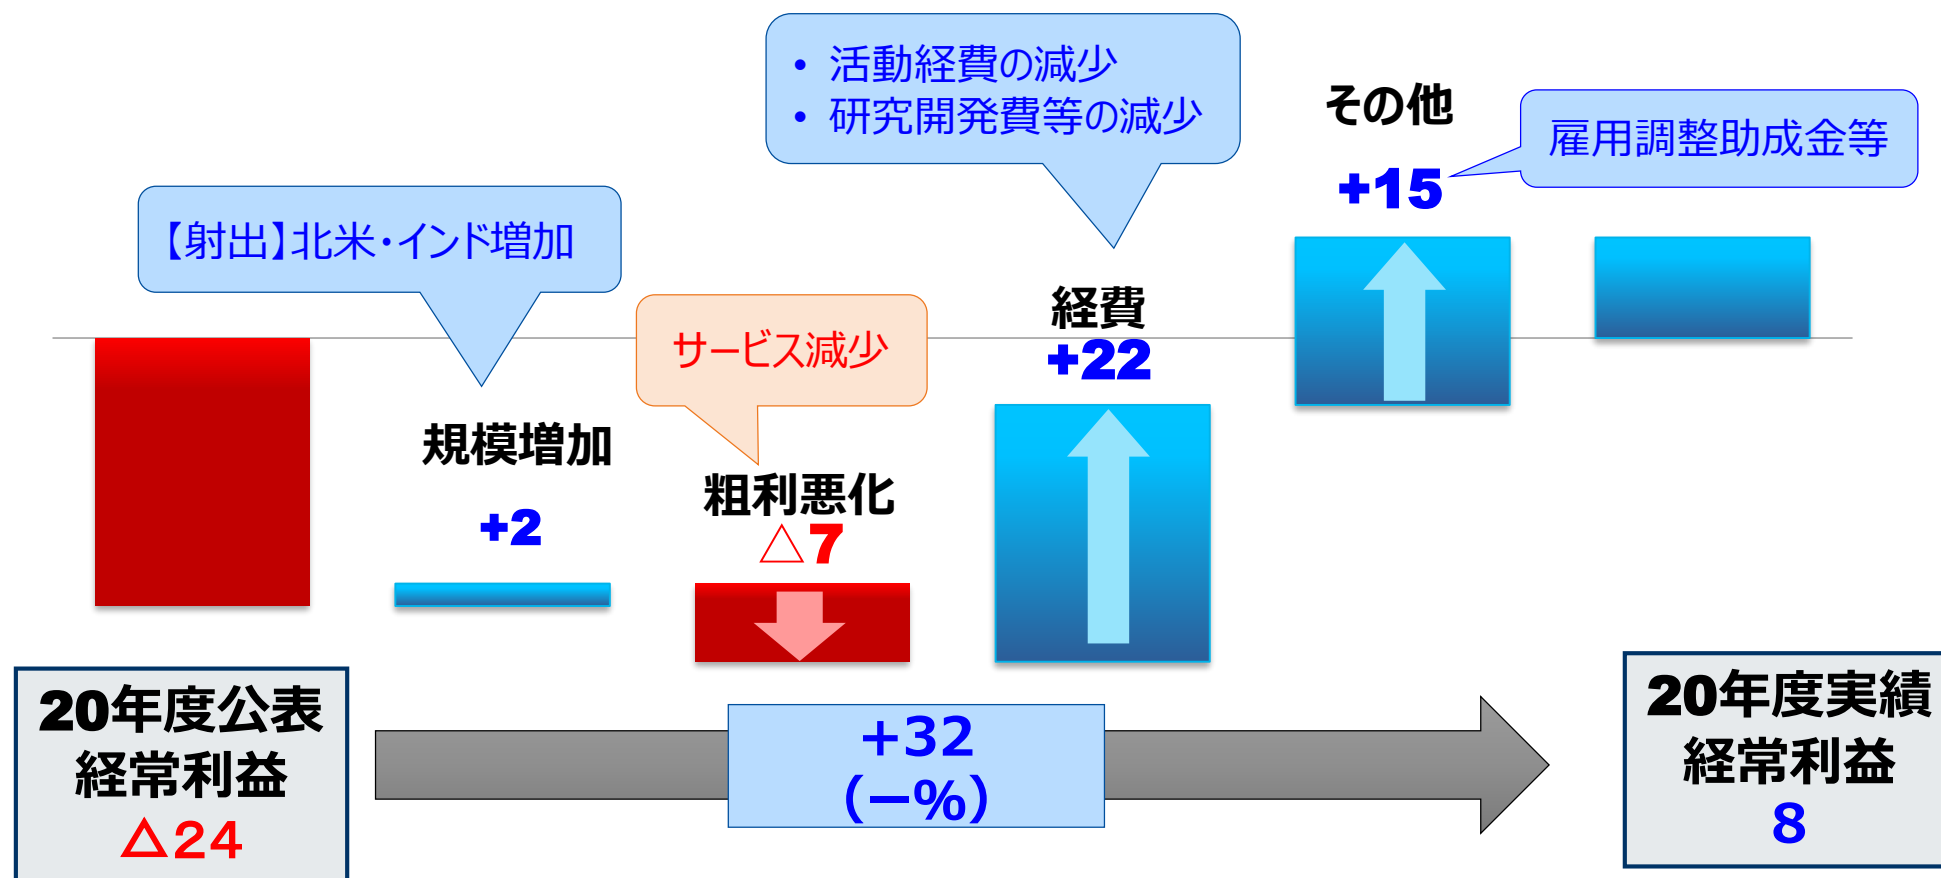 • 活動経費の減少
• 研究開発費等の減少
その他
+15
雇用調整助成金等
【射出】北米・インド増加
サービス減少
経費
+22
規模増加
+2
粗利悪化
△7
20年度公表
経常利益
△24
+32
(－%)
20年度実績
経常利益
8